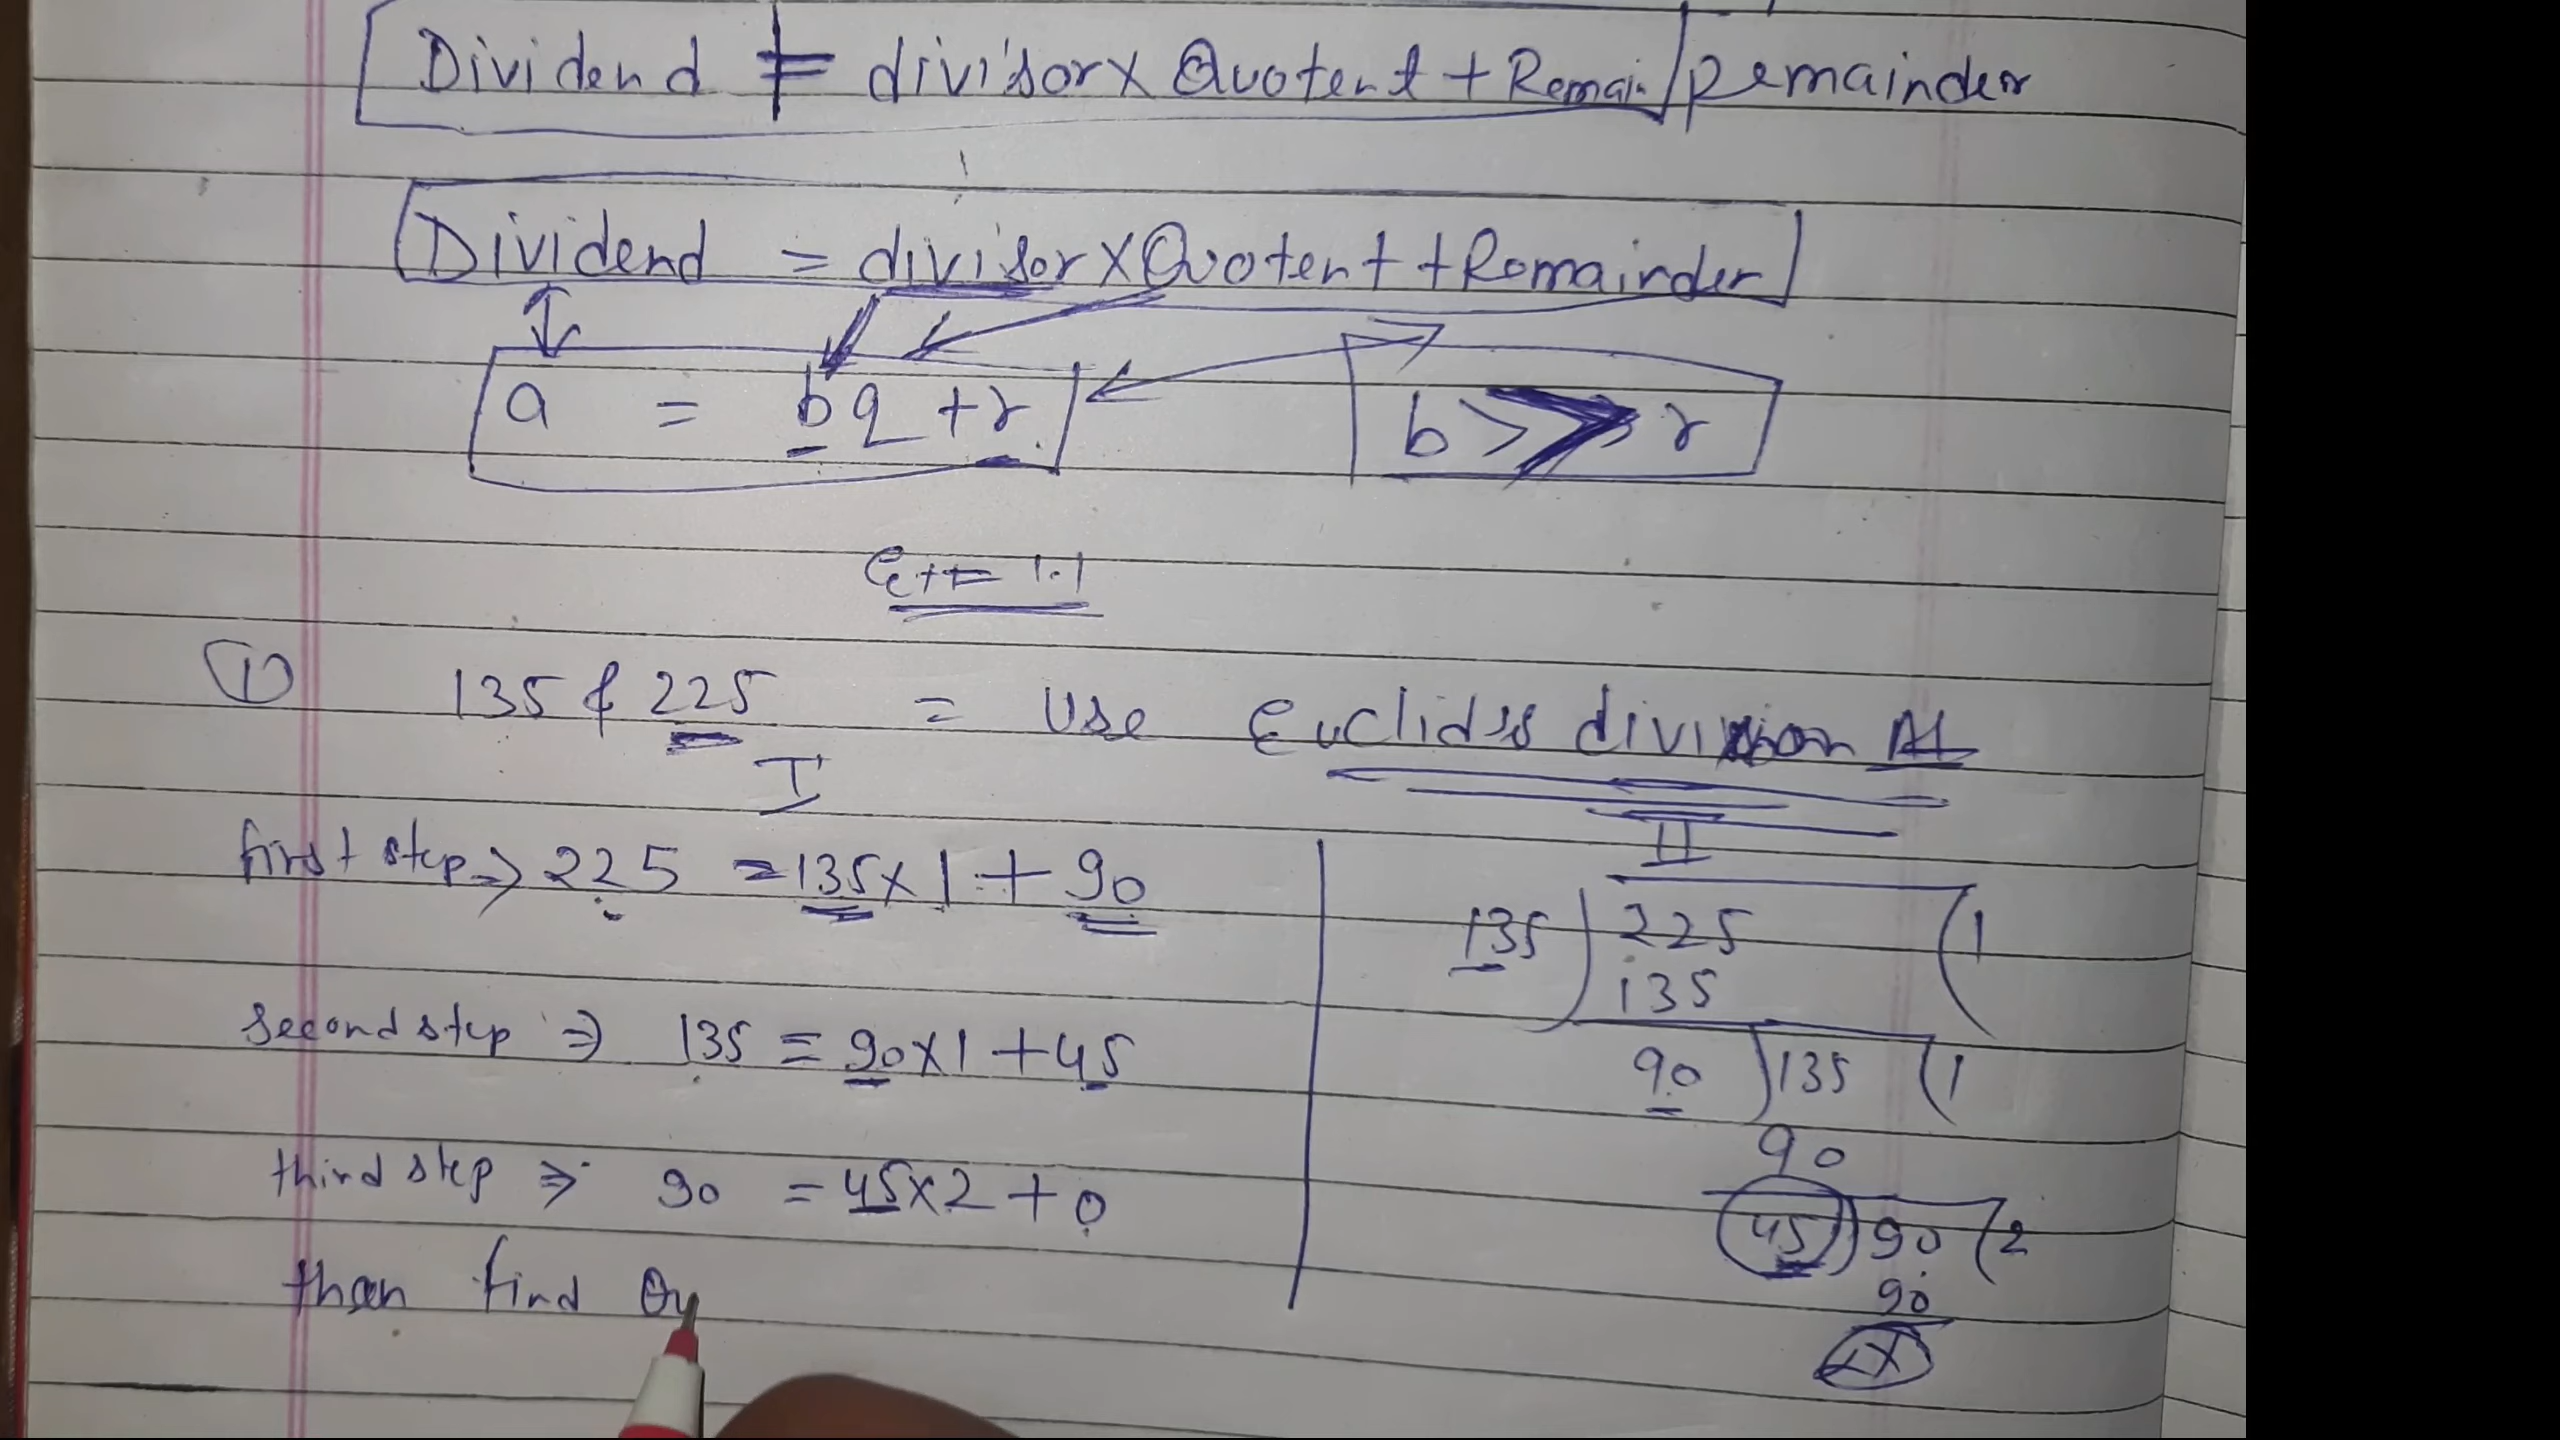 Dividend = divisor x Quotent + Remain Remainder
Dividend = divisor x Quotent + Remainder
a = bq + r
b > r
1.1
① 135 & 225 = Use Euclid's division Al
I
II
first step ⇒ 225 = 135 x 1 + 90
second step ⇒ 135 = 90 x 1 + 45
third step ⇒ 90 = 45 x 2 + 0
then find
135 ) 225 ( 1
135
90 ) 135 ( 1
90
45 ) 90 ( 2
90